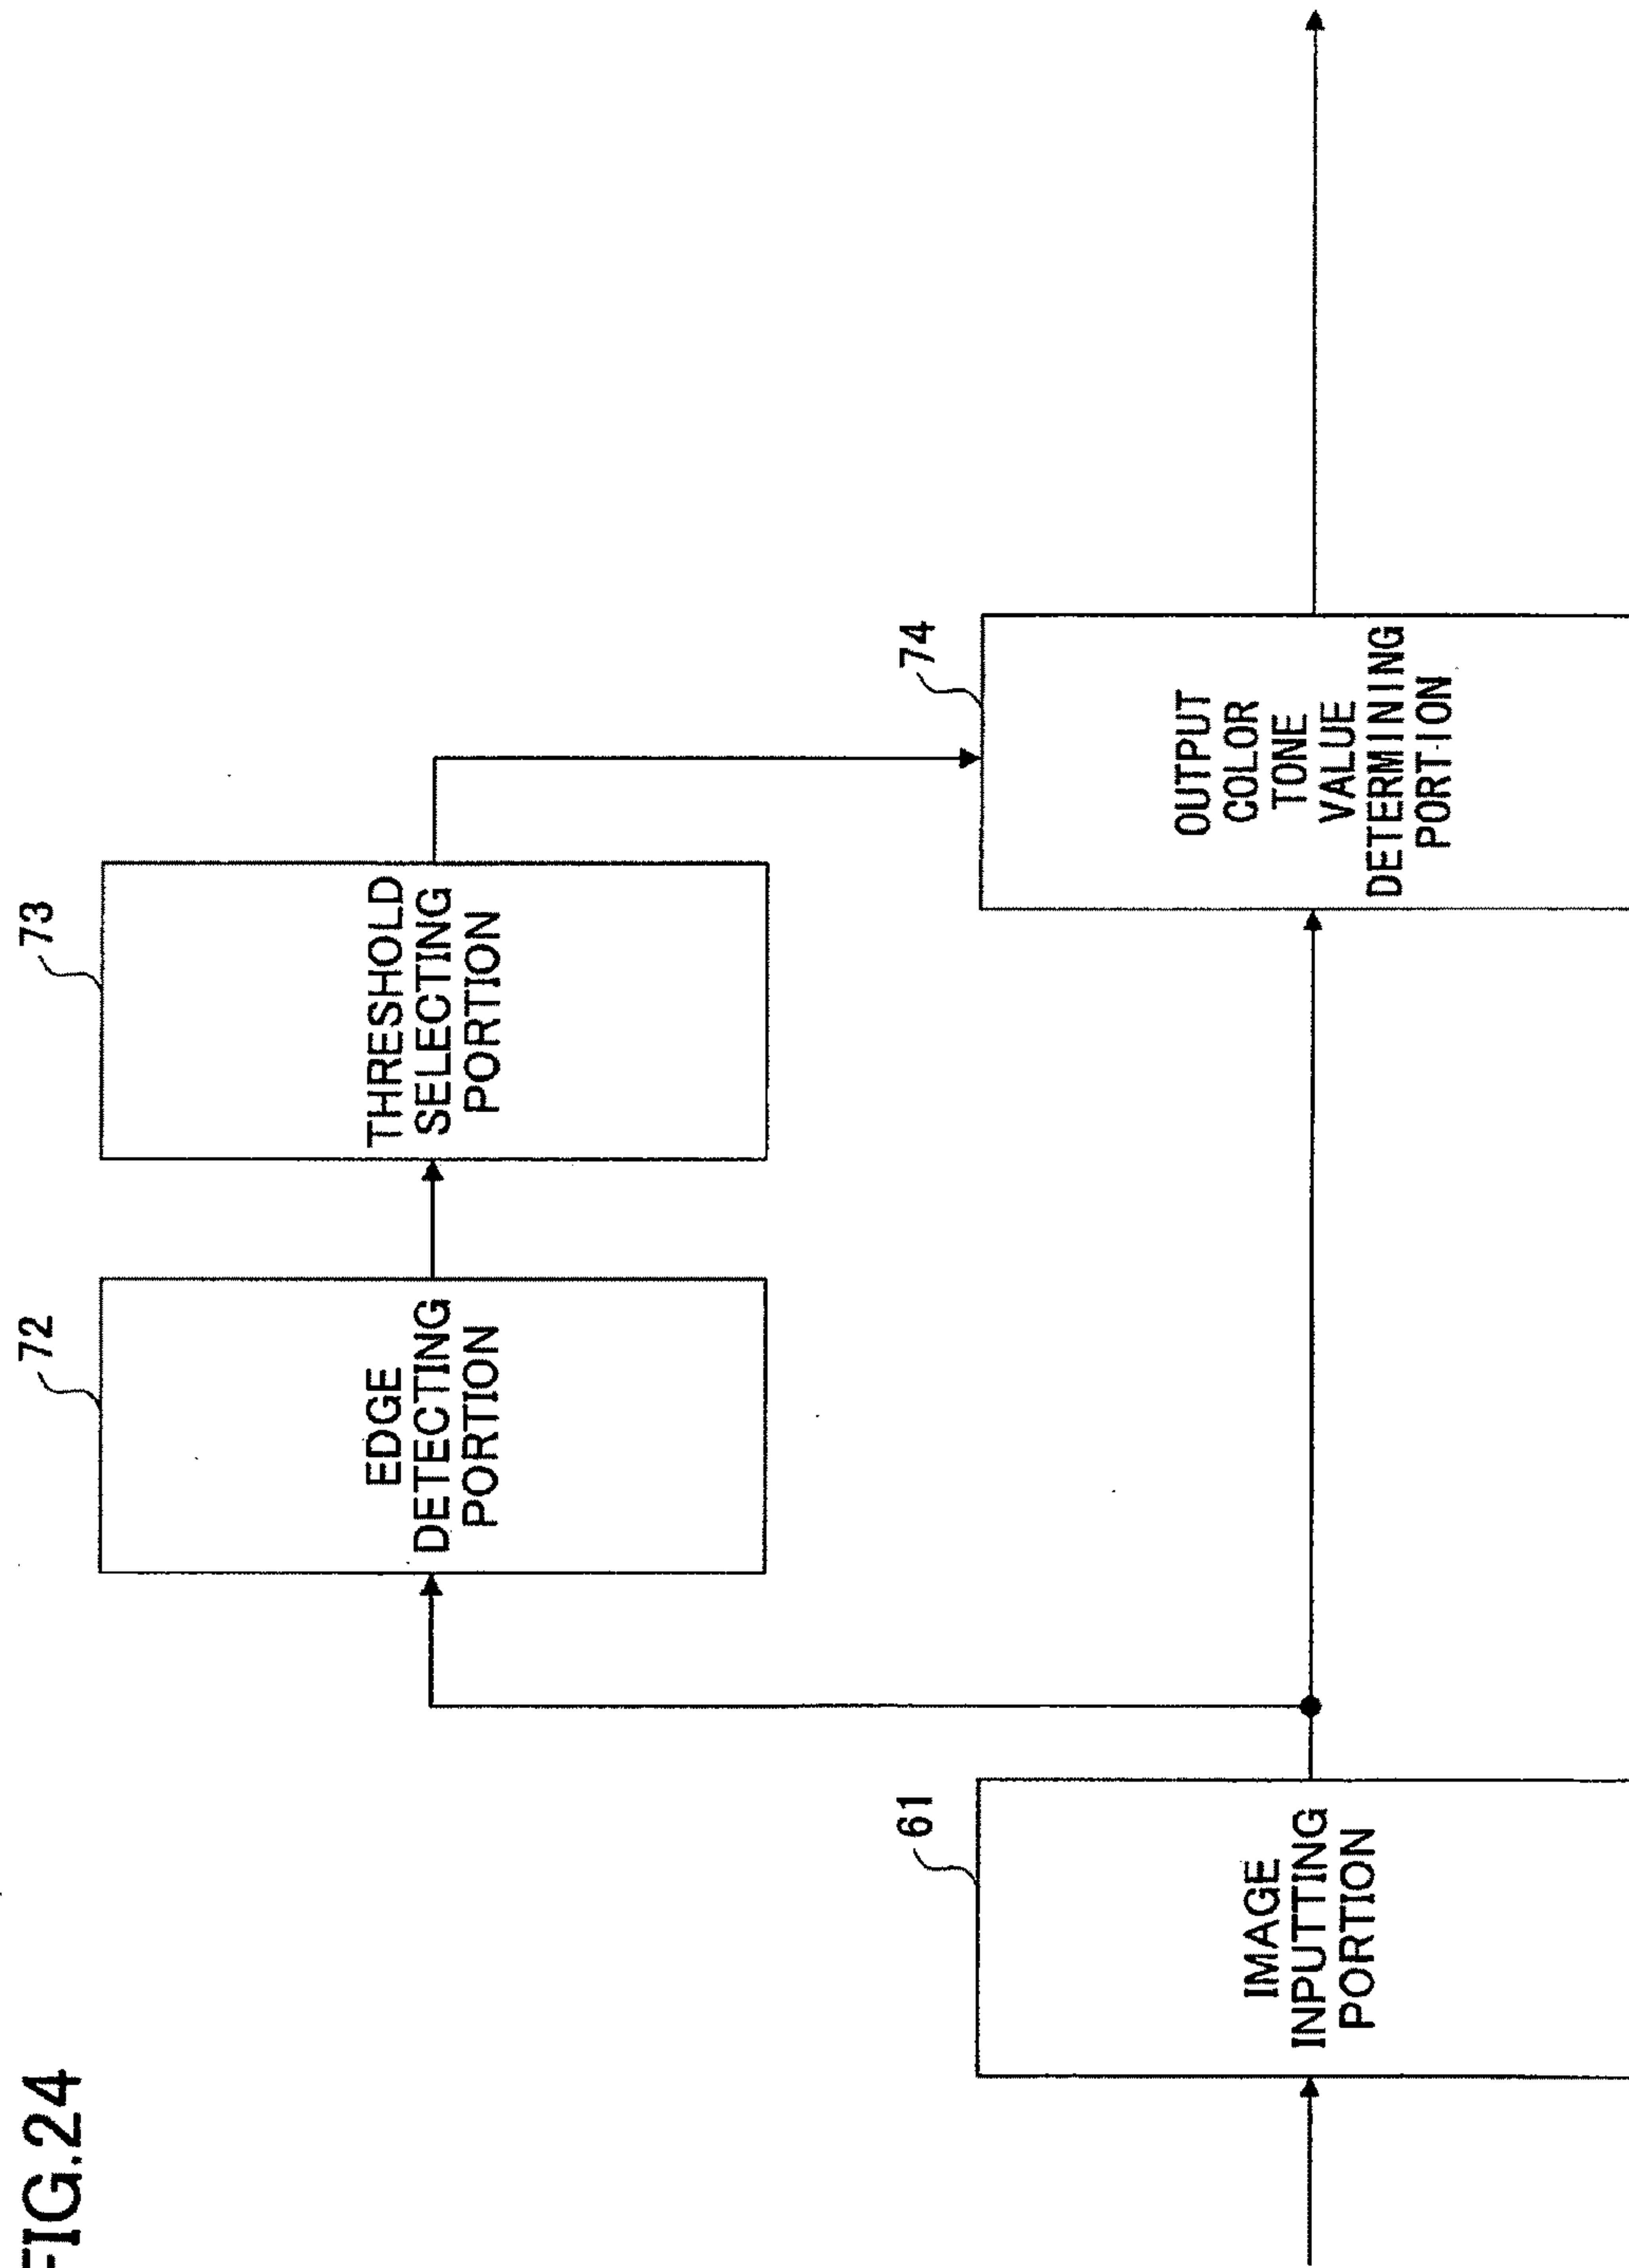 FIG.24
72
EDGE
DETECTING
PORTION
73
THRESHOLD
SELECTING
PORTION
61
IMAGE
INPUTTING
PORTION
74
OUTPUT
COLOR
TONE
VALUE
DETERMINING
PORTION